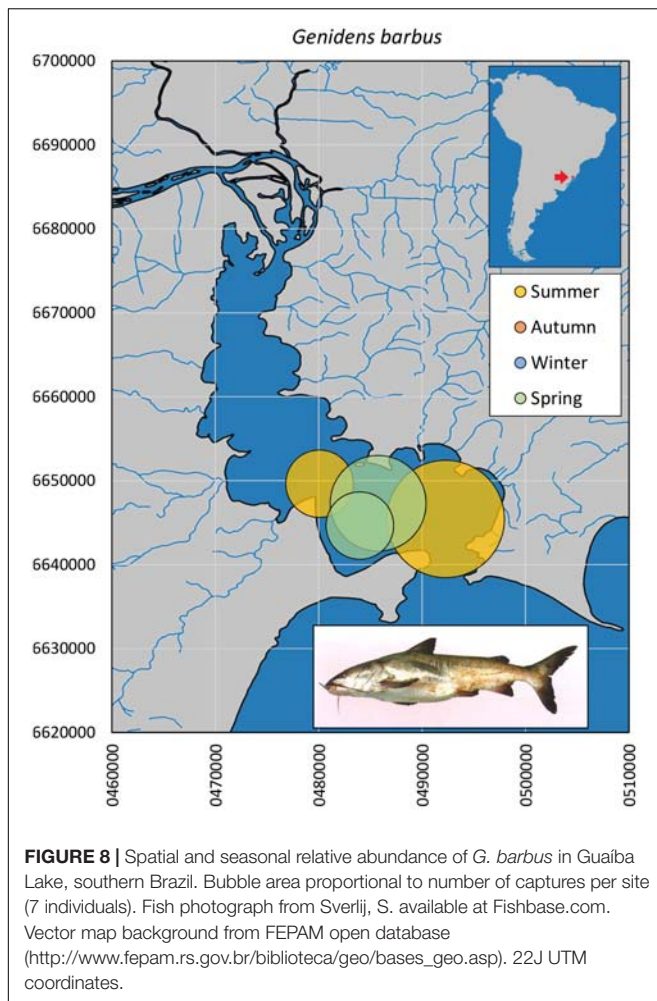 Genidens barbus
6700000
6690000
6680000
6670000
6660000
6650000
6640000
6630000
6620000
0460000
0470000
0480000
0490000
0500000
0510000
Summer
Autumn
Winter
Spring
FIGURE 8 | Spatial and seasonal relative abundance of G. barbus in Guaíba
Lake, southern Brazil. Bubble area proportional to number of captures per site
(7 individuals). Fish photograph from Sverlij, S. available at Fishbase.com.
Vector map background from FEPAM open database
(http://www.fepam.rs.gov.br/biblioteca/geo/bases_geo.asp). 22J UTM
coordinates.